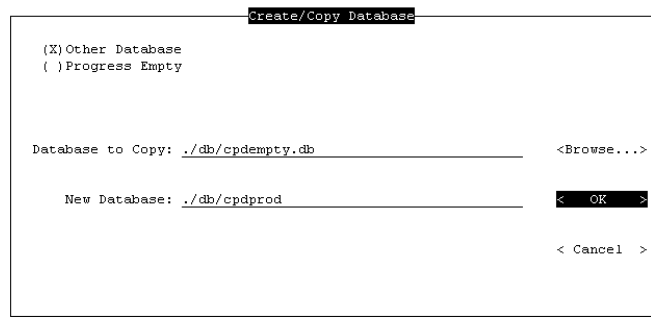 Create/Copy Database
(X)Other Database
( )Progress Empty
Database to Copy: ./db/cpdempty.db <Browse...>
New Database: ./db/cpdprod < OK >
< Cancel >